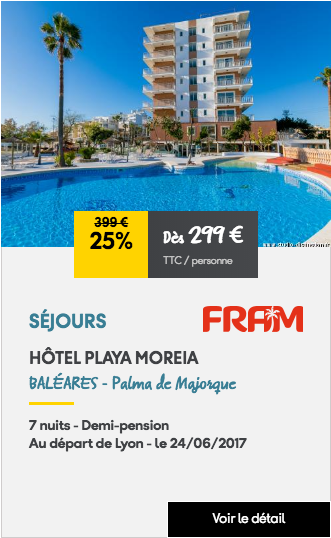 399 €
25%
Dès 299 €
TTC / personne
SÉJOURS
FRAM
HÔTEL PLAYA MOREIA
BALÉARES - Palma de Majorque
7 nuits - Demi-pension
Au départ de Lyon - le 24/06/2017
Voir le détail